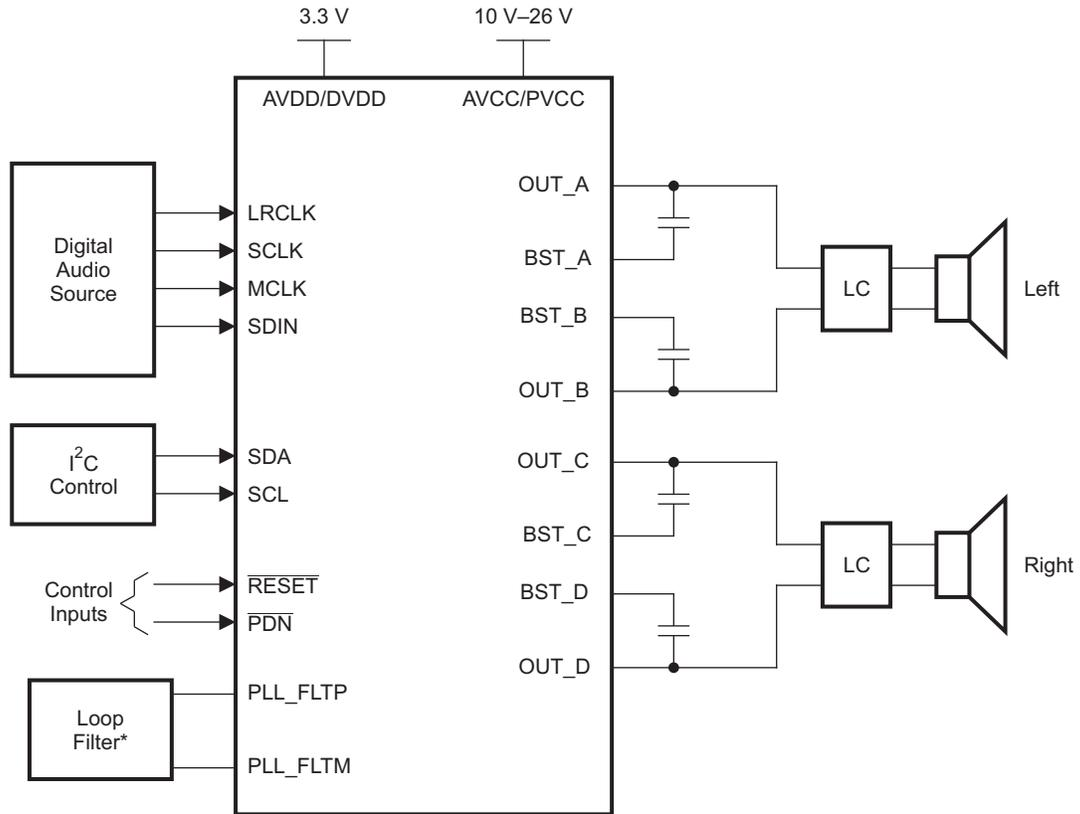 3.3 V
10 V–26 V
AVDD/DVDD
AVCC/PVCC
Digital
Audio
Source
LRCLK
SCLK
MCLK
SDIN
I²C
Control
SDA
SCL
Control
Inputs
RESET
PDN
Loop
Filter*
PLL_FLTP
PLL_FLTM
OUT_A
BST_A
BST_B
OUT_B
LC
Left
OUT_C
BST_C
BST_D
OUT_D
LC
Right